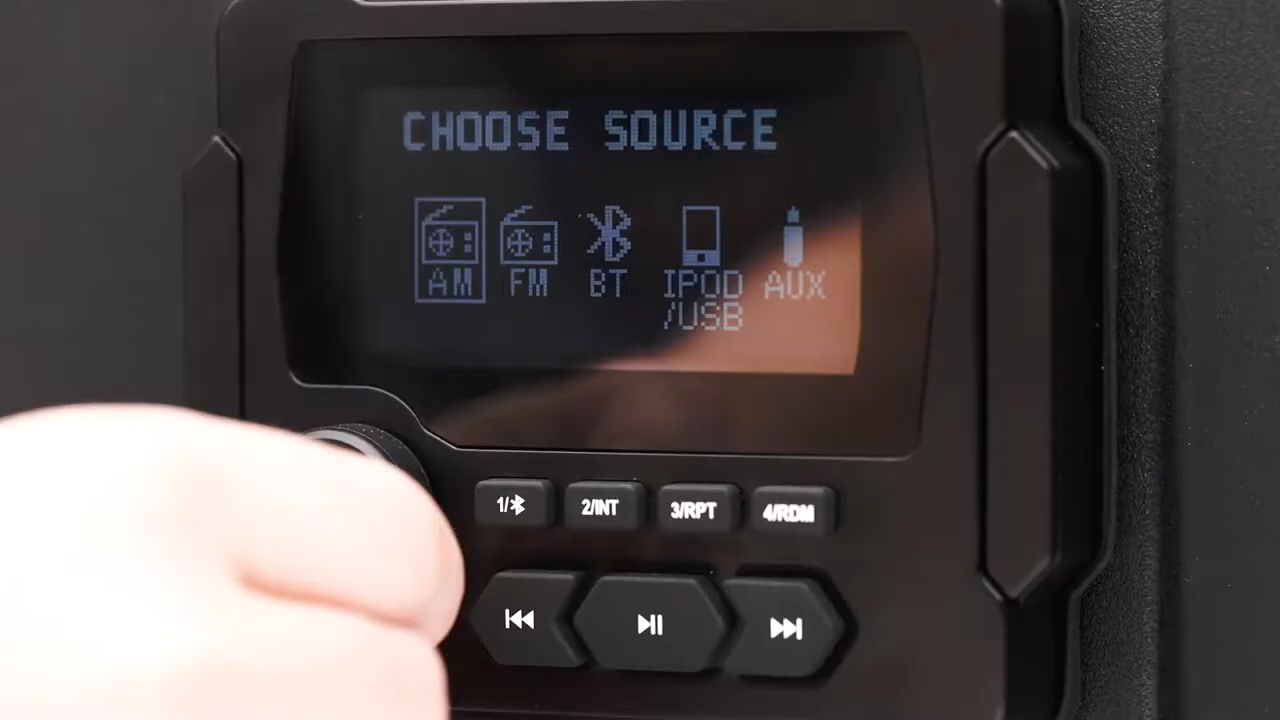 CHOOSE SOURCE
AM FM BT IPOD /USB AUX
1/ 2/INT 3/RPT 4/RDM